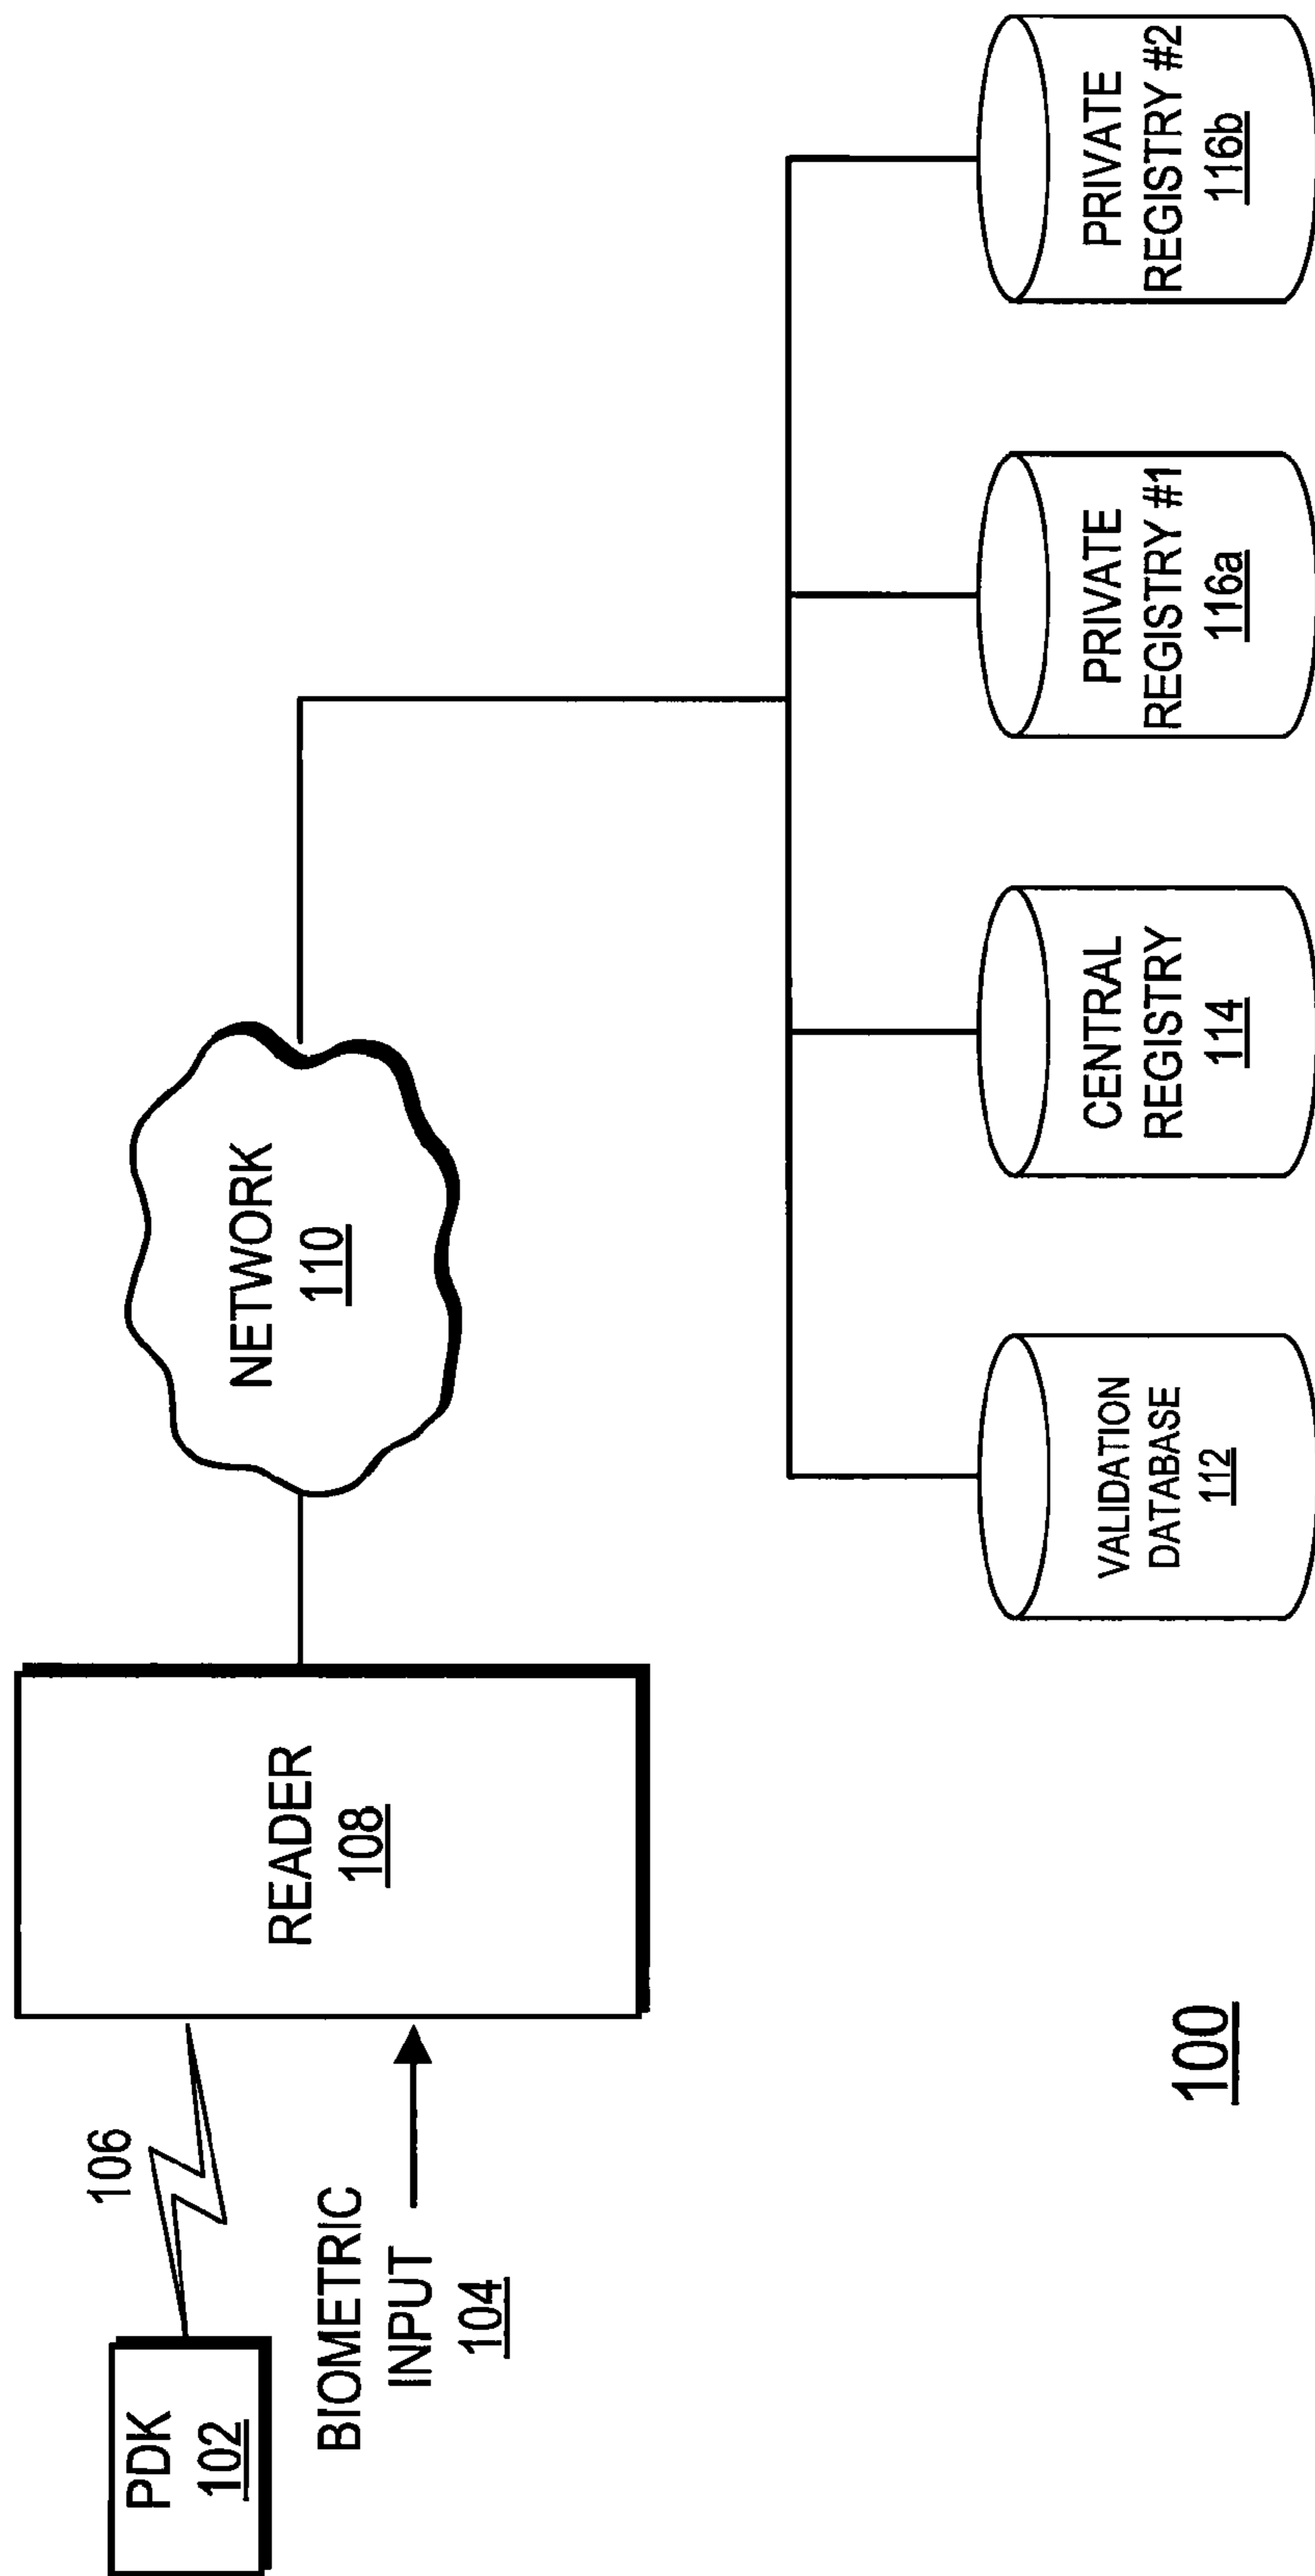 PDK
102
106
BIOMETRIC
INPUT
104
READER
108
NETWORK
110
VALIDATION
DATABASE
112
CENTRAL
REGISTRY
114
PRIVATE
REGISTRY #1
116a
PRIVATE
REGISTRY #2
116b
100